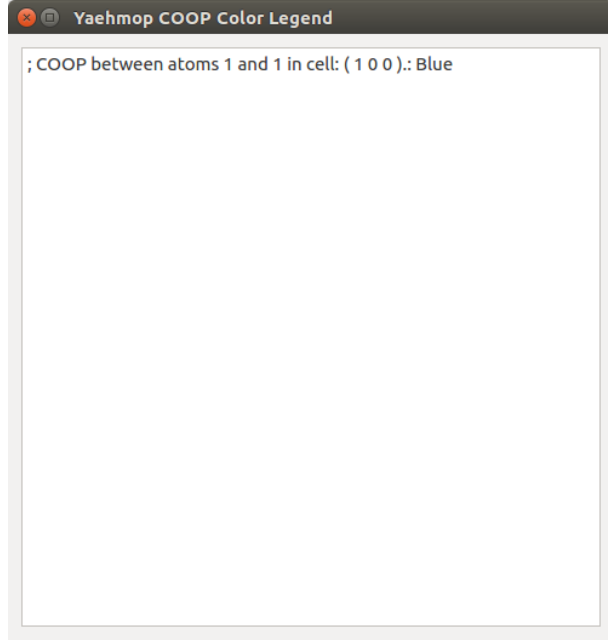 Yaehmop COOP Color Legend
; COOP between atoms 1 and 1 in cell: ( 1 0 0 ).: Blue